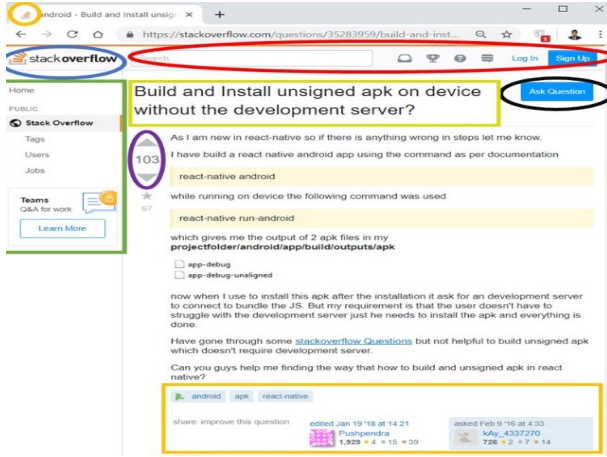 android - Build and Install unsign
https://stackoverflow.com/questions/35283959/build-and-inst...
stackoverflow
Search
Log In
Sign Up
Home
PUBLIC
Stack Overflow
Tags
Users
Jobs
Teams
Q&A for work
Learn More
Build and Install unsigned apk on device
without the development server?
Ask Question
103
67
As I am new in react-native so if there is anything wrong in steps let me know.
I have build a react native android app using the command as per documentation
react-native android
while running on device the following command was used
react-native run-android
which gives me the output of 2 apk files in my
projectfolder/android/app/build/outputs/apk
app-debug
app-debug-unaligned
now when I use to install this apk after the installation it ask for an development server
to connect to bundle the JS. But my requirement is that the user doesn't have to
struggle with the development server just he needs to install the apk and everything is
done.
Have gone through some stackoverflow Questions but not helpful to build unsigned apk
which doesn't require development server.
Can you guys help me finding the way that how to build and unsigned apk in react
native?
android apk react-native
share improve this question
edited Jan 19 '18 at 14:21
Pushpendra
1,929 4 15 39
asked Feb 9 '16 at 4:33
kAy_4337270
726 2 7 14